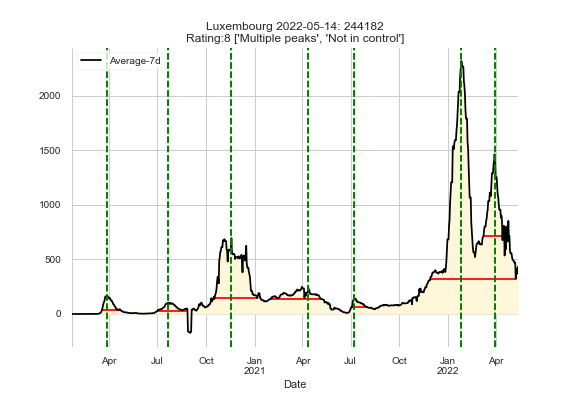 Luxembourg 2022-05-14: 244182
Rating:8 ['Multiple peaks', 'Not in control']
Average-7d
2000
1500
1000
500
0
Apr Jul Oct Jan Apr Jul Oct Jan Apr
2021 2022
Date